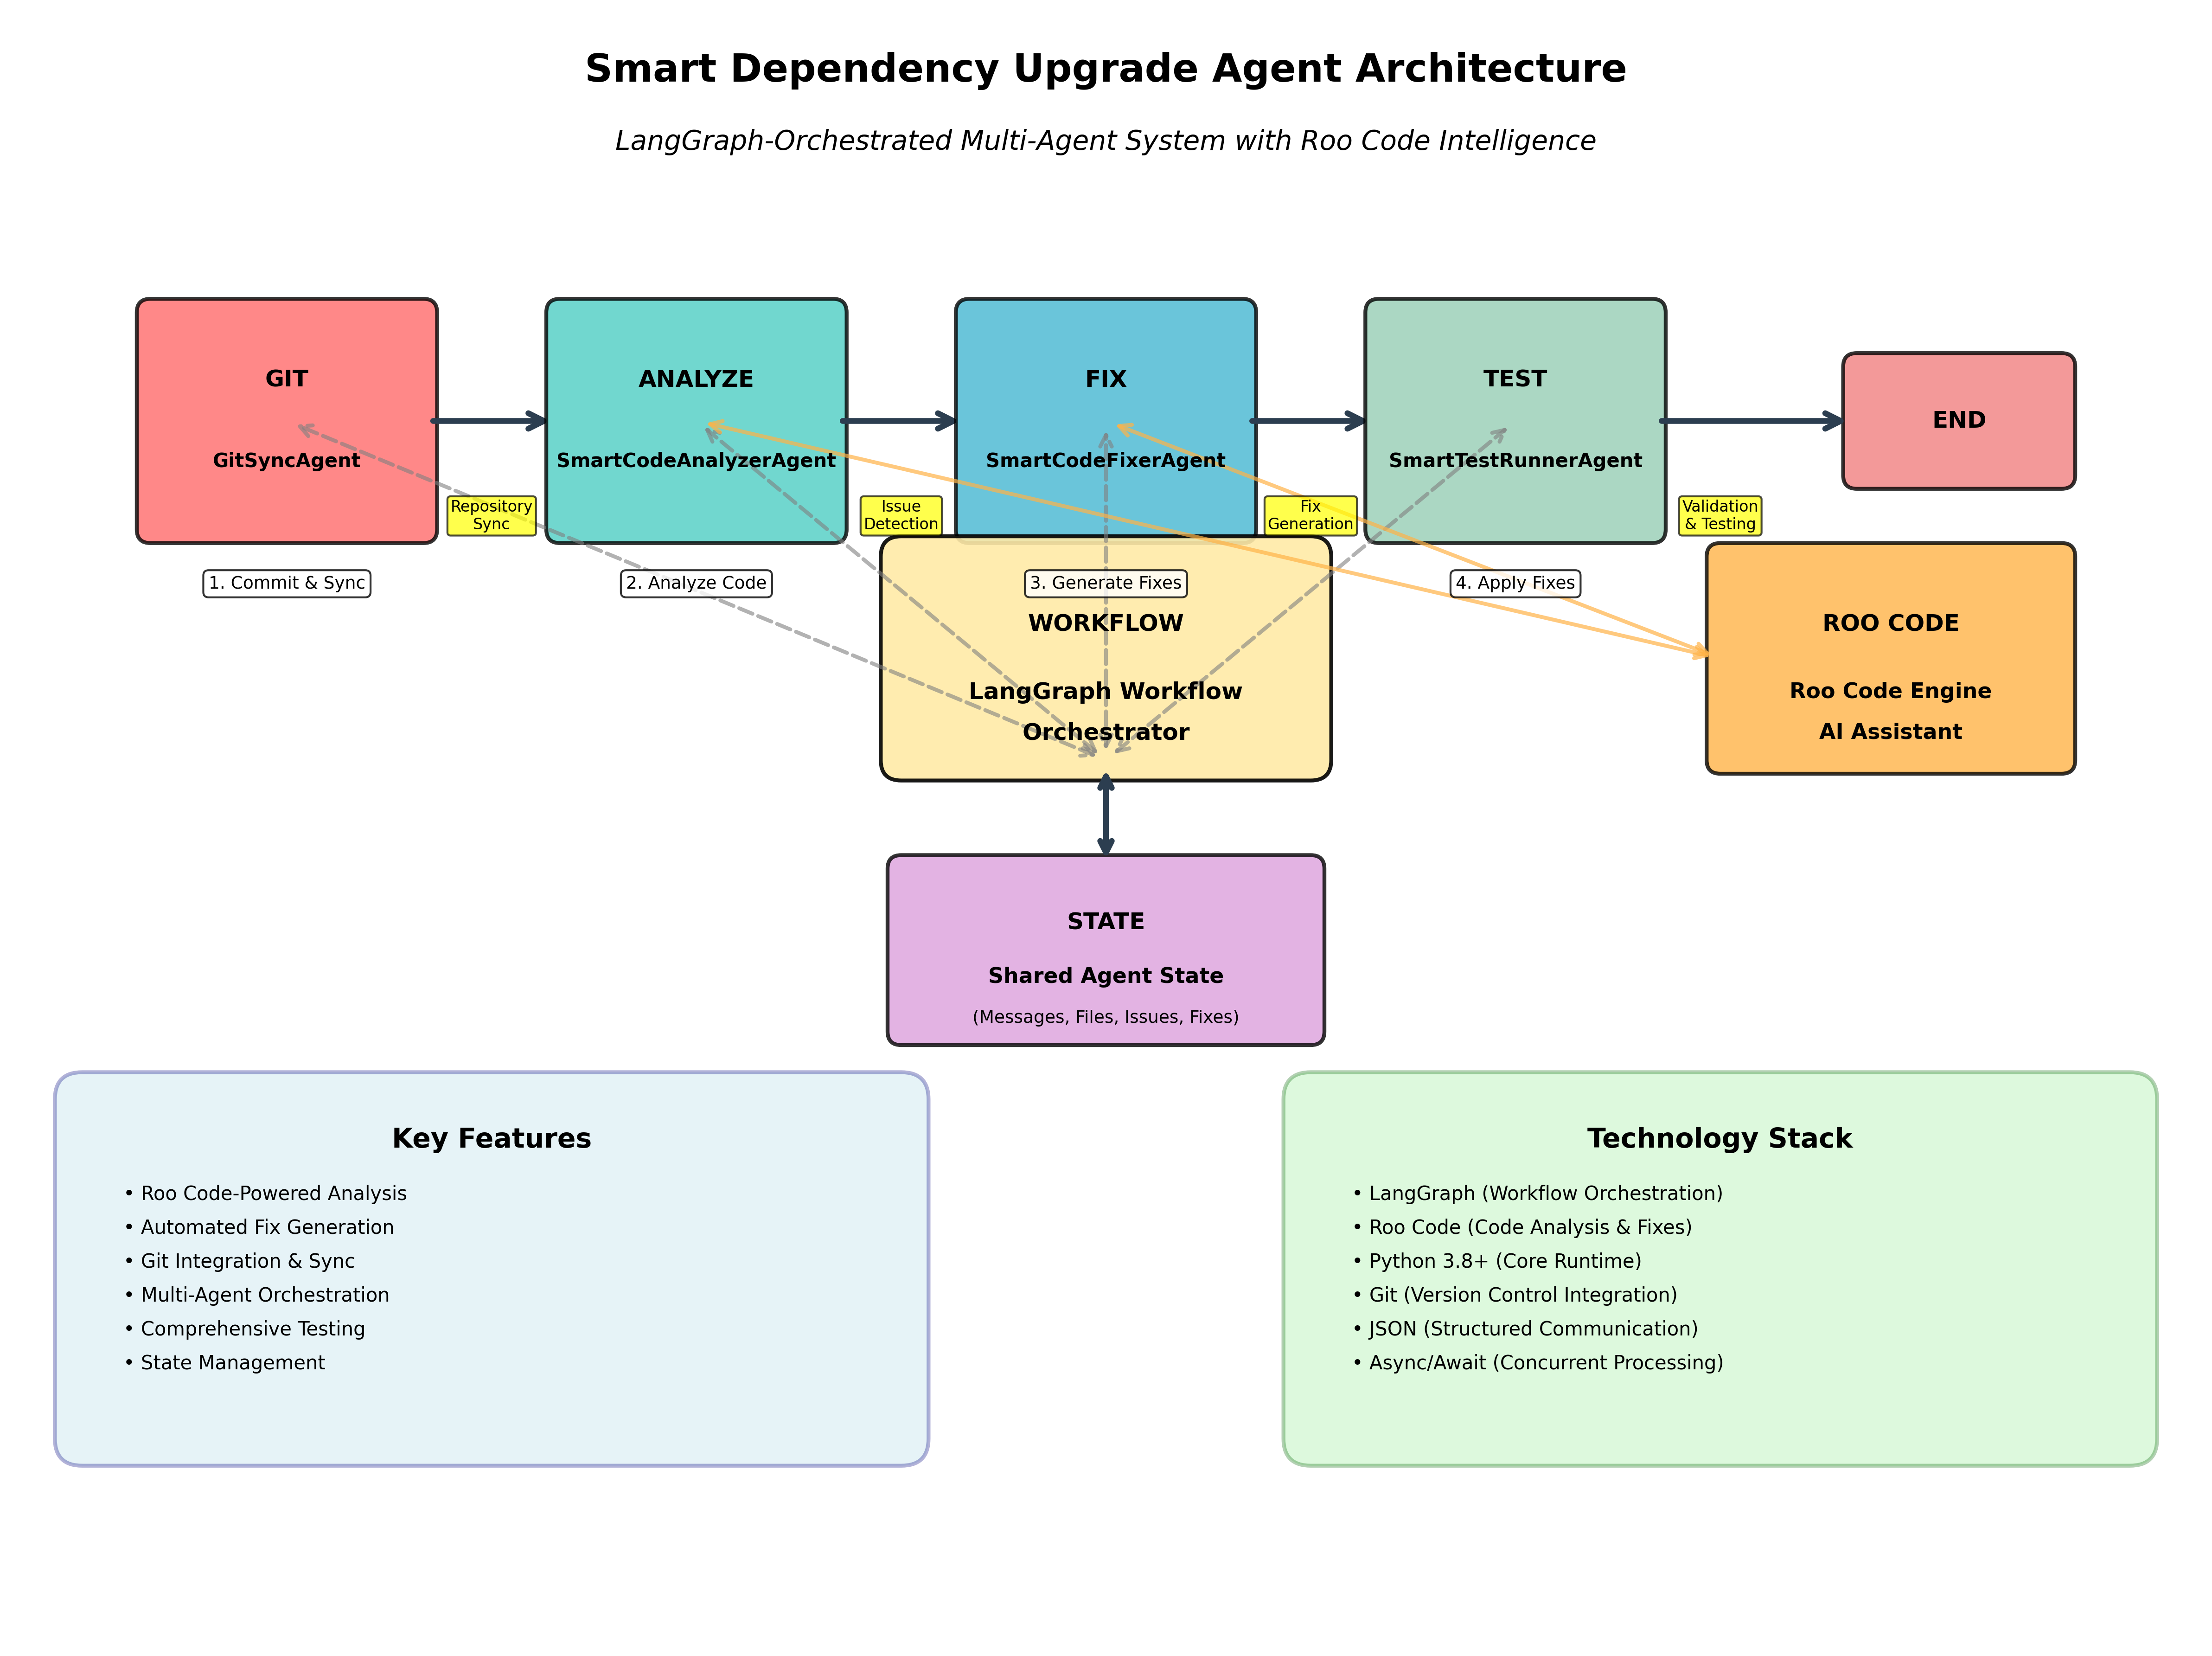 Smart Dependency Upgrade Agent Architecture
LangGraph-Orchestrated Multi-Agent System with Roo Code Intelligence
GIT
GitSyncAgent
ANALYZE
SmartCodeAnalyzerAgent
FIX
SmartCodeFixerAgent
TEST
SmartTestRunnerAgent
END
Repository
Sync
Issue
Detection
Fix
Generation
Validation
& Testing
1. Commit & Sync
2. Analyze Code
3. Generate Fixes
4. Apply Fixes
WORKFLOW
LangGraph Workflow
Orchestrator
ROO CODE
Roo Code Engine
AI Assistant
STATE
Shared Agent State
(Messages, Files, Issues, Fixes)
Key Features
• Roo Code-Powered Analysis
• Automated Fix Generation
• Git Integration & Sync
• Multi-Agent Orchestration
• Comprehensive Testing
• State Management
Technology Stack
• LangGraph (Workflow Orchestration)
• Roo Code (Code Analysis & Fixes)
• Python 3.8+ (Core Runtime)
• Git (Version Control Integration)
• JSON (Structured Communication)
• Async/Await (Concurrent Processing)